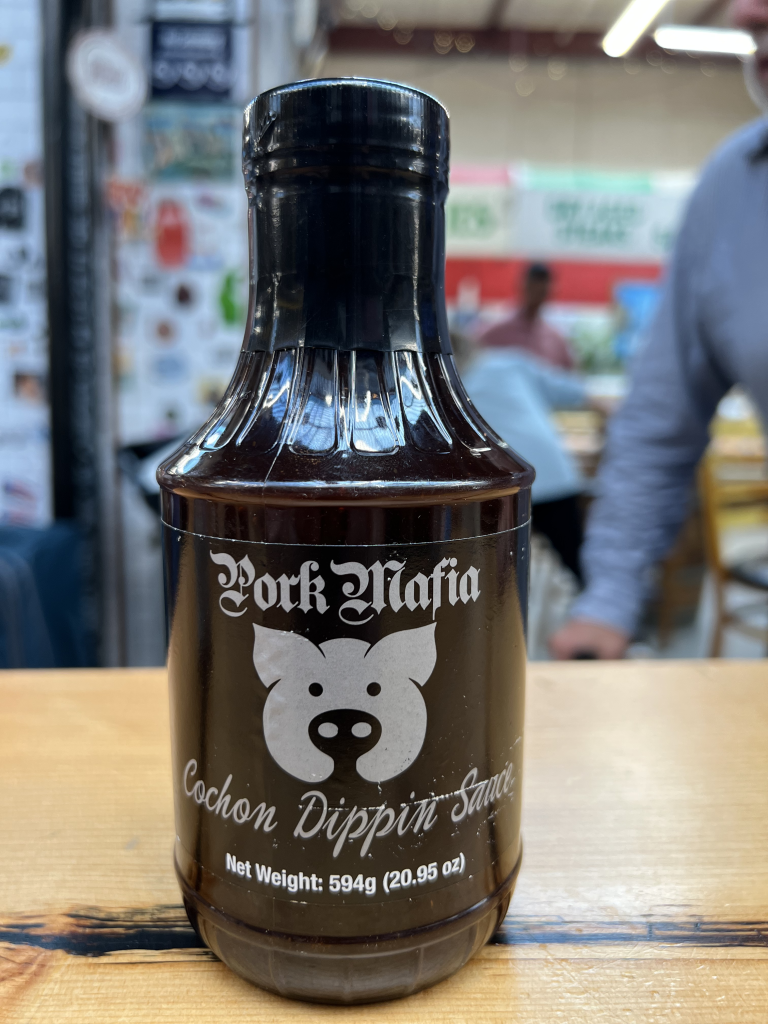 Pork Mafia
Cochon Dippin Sauce
Net Weight: 594g (20.95 oz)